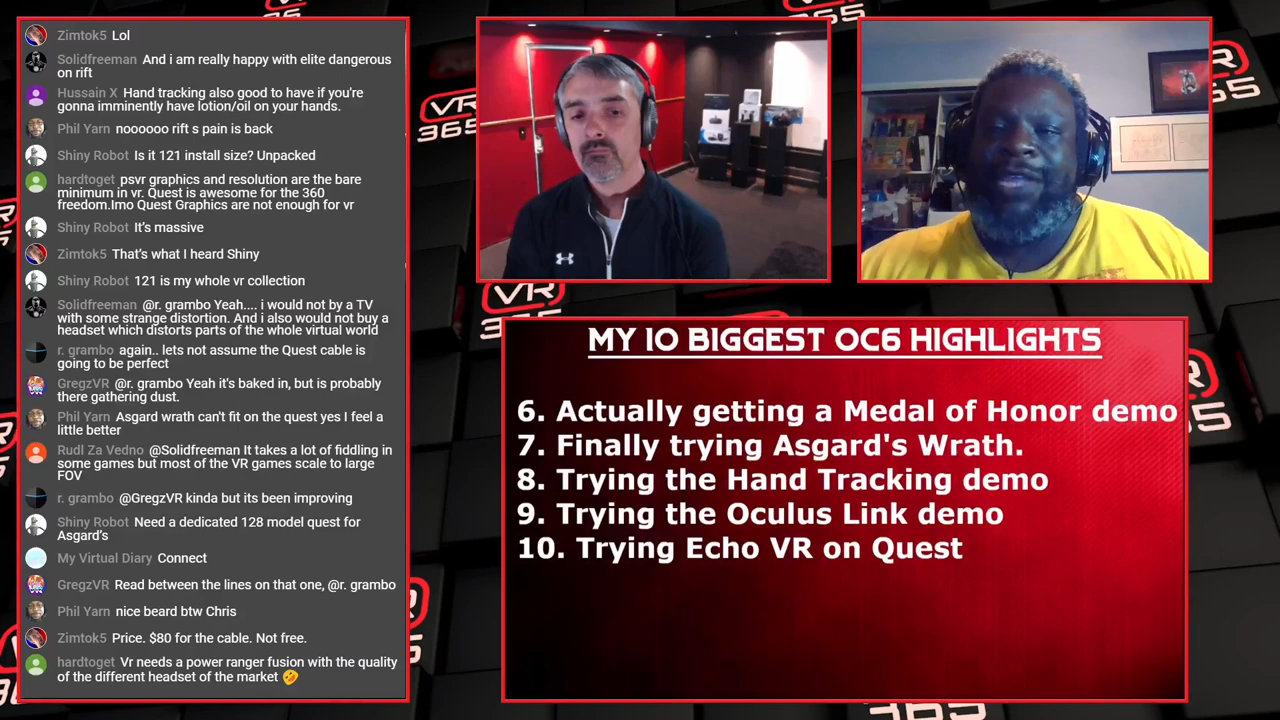 Zimtok5 Lol
Solidfreeman And i am really happy with elite dangerous
on rift
Hussain X Hand tracking also good to have if you're
gonna imminently have lotion/oil on your hands.
Phil Yarn noooooo rift s pain is back
Shiny Robot Is it 121 install size? Unpacked
hardtoget psvr graphics and resolution are the bare
minimum in vr. Quest is awesome for the 360
freedom.Imo Quest Graphics are not enough for vr
Shiny Robot It's massive
Zimtok5 That's what I heard Shiny
Shiny Robot 121 is my whole vr collection
Solidfreeman @r. grambo Yeah.... i would not by a TV
with some strange distortion. And i also would not buy a
headset which distorts parts of the whole virtual world
r. grambo again.. lets not assume the Quest cable is
going to be perfect
GregzVR @r. grambo Yeah it's baked in, but is probably
there gathering dust.
Phil Yarn Asgard wrath can't fit on the quest yes I feel a
little better
Rudl Za Vedno @Solidfreeman It takes a lot of fiddling in
some games but most of the VR games scale to large
FOV
r. grambo @GregzVR kinda but its been improving
Shiny Robot Need a dedicated 128 model quest for
Asgard's
My Virtual Diary Connect
GregzVR Read between the lines on that one, @r. grambo
Phil Yarn nice beard btw Chris
Zimtok5 Price. $80 for the cable. Not free.
hardtoget Vr needs a power ranger fusion with the quality
of the different headset of the market
VR
365
VR
365
MY 10 BIGGEST OC6 HIGHLIGHTS
6. Actually getting a Medal of Honor demo
7. Finally trying Asgard's Wrath.
8. Trying the Hand Tracking demo
9. Trying the Oculus Link demo
10. Trying Echo VR on Quest
365